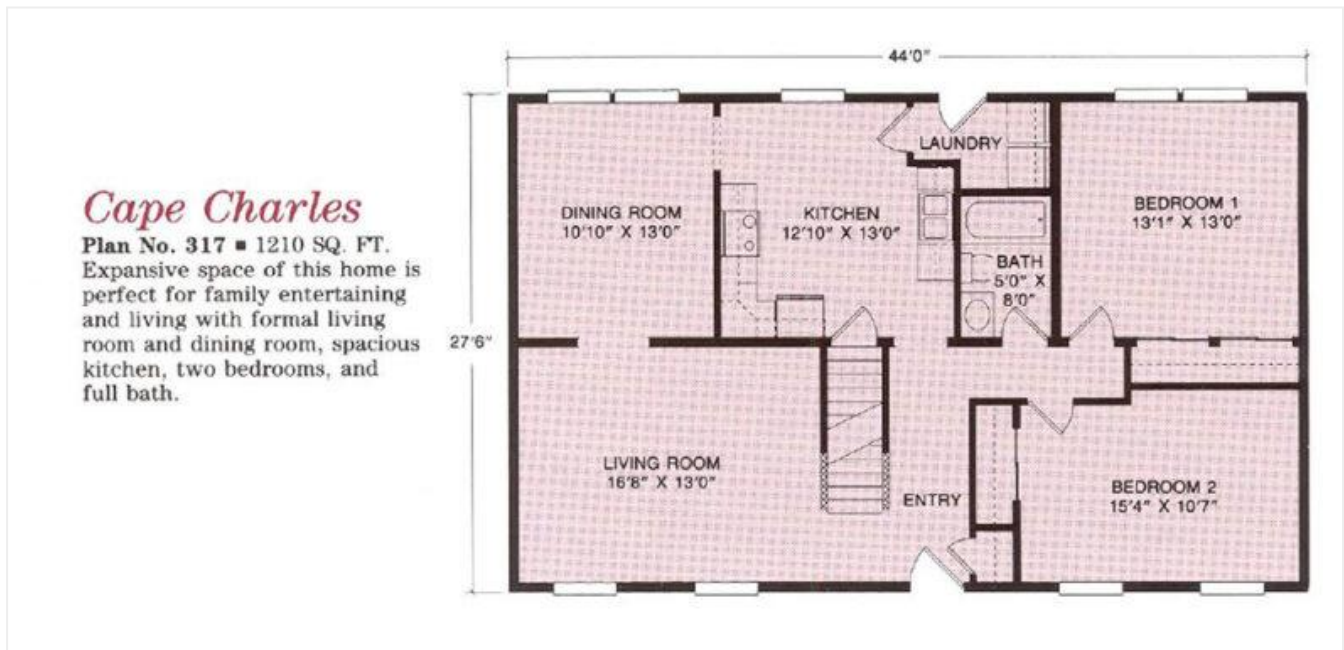 44'0"
Cape Charles
Plan No. 317 ■ 1210 SQ. FT.
Expansive space of this home is
perfect for family entertaining
and living with formal living
room and dining room, spacious
kitchen, two bedrooms, and
full bath.
27'6"
LAUNDRY
DINING ROOM
10'10" X 13'0"
KITCHEN
12'10" X 13'0"
BEDROOM 1
13'1" X 13'0"
BATH
5'0" X
8'0"
LIVING ROOM
16'8" X 13'0"
ENTRY
BEDROOM 2
15'4" X 10'7"